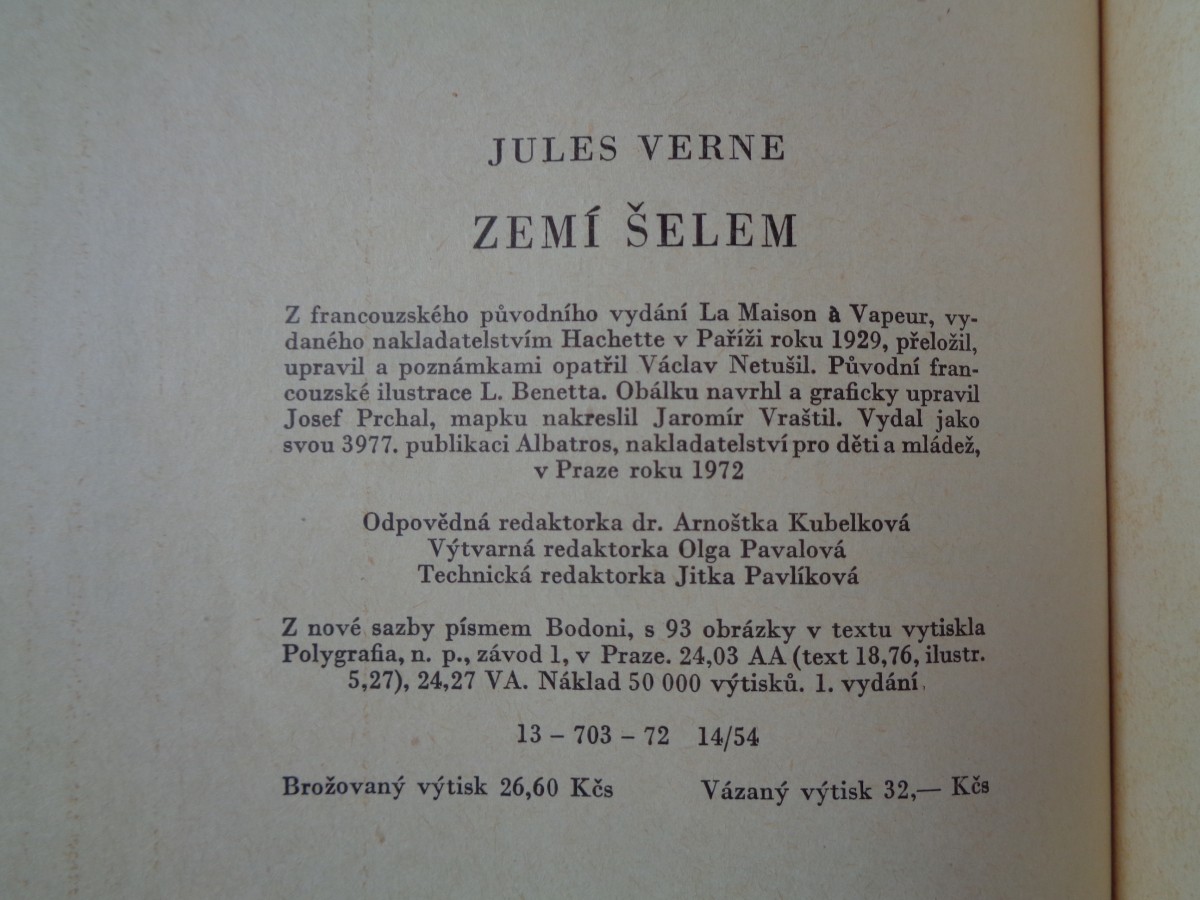 JULES VERNE
ZEMÍ ŠELEM
Z francouzského původního vydání La Maison à Vapeur, vy-
daného nakladatelstvím Hachette v Paříži roku 1929, přeložil,
upravil a poznámkami opatřil Václav Netušil. Původní fran-
couzské ilustrace L. Benetta. Obálku navrhl a graficky upravil
Josef Prchal, mapku nakreslil Jaromír Vraštil. Vydal jako
svou 3977. publikaci Albatros, nakladatelství pro děti a mládež,
v Praze roku 1972
Odpovědná redaktorka dr. Arnoštka Kubelková
Výtvarná redaktorka Olga Pavalová
Technická redaktorka Jitka Pavlíková
Z nové sazby písmem Bodoni, s 93 obrázky v textu vytiskla
Polygrafia, n. p., závod 1, v Praze. 24,03 AA (text 18,76, ilustr.
5,27), 24,27 VA. Náklad 50 000 výtisků. 1. vydání.
13 – 703 – 72 14/54
Brožovaný výtisk 26,60 Kčs Vázaný výtisk 32,— Kčs